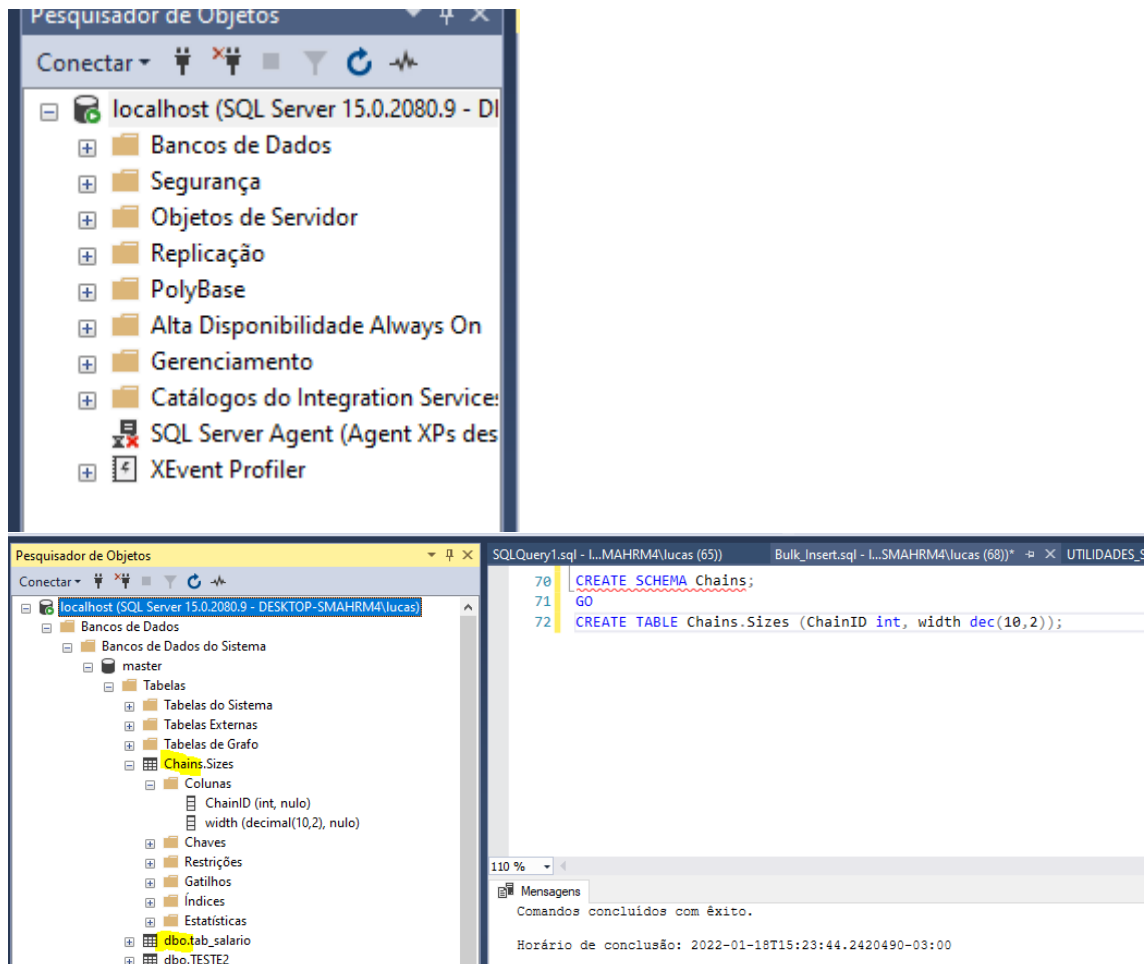 Pesquisador de Objetos
Conectar
localhost (SQL Server 15.0.2080.9 - DI
Bancos de Dados
Segurança
Objetos de Servidor
Replicação
PolyBase
Alta Disponibilidade Always On
Gerenciamento
Catálogos do Integration Services
SQL Server Agent (Agent XPs des
XEvent Profiler
Pesquisador de Objetos
Conectar
localhost (SQL Server 15.0.2080.9 - DESKTOP-SMAHRM4\lucas)
Bancos de Dados
Bancos de Dados do Sistema
master
Tabelas
Tabelas do Sistema
Tabelas Externas
Tabelas de Grafo
Chains.Sizes
Colunas
ChainID (int, nulo)
width (decimal(10,2), nulo)
Chaves
Restrições
Gatilhos
Índices
Estatísticas
dbo.tab_salario
dbo.TESTE2
SQLQuery1.sql - l...MAHRM4\lucas (65)) Bulk_Insert.sql - l...SMAHRM4\lucas (68))* UTILIDADES_S
70 CREATE SCHEMA Chains;
71 GO
72 CREATE TABLE Chains.Sizes (ChainID int, width dec(10,2));
110 %
Mensagens
Comandos concluídos com êxito.
Horário de conclusão: 2022-01-18T15:23:44.2420490-03:00